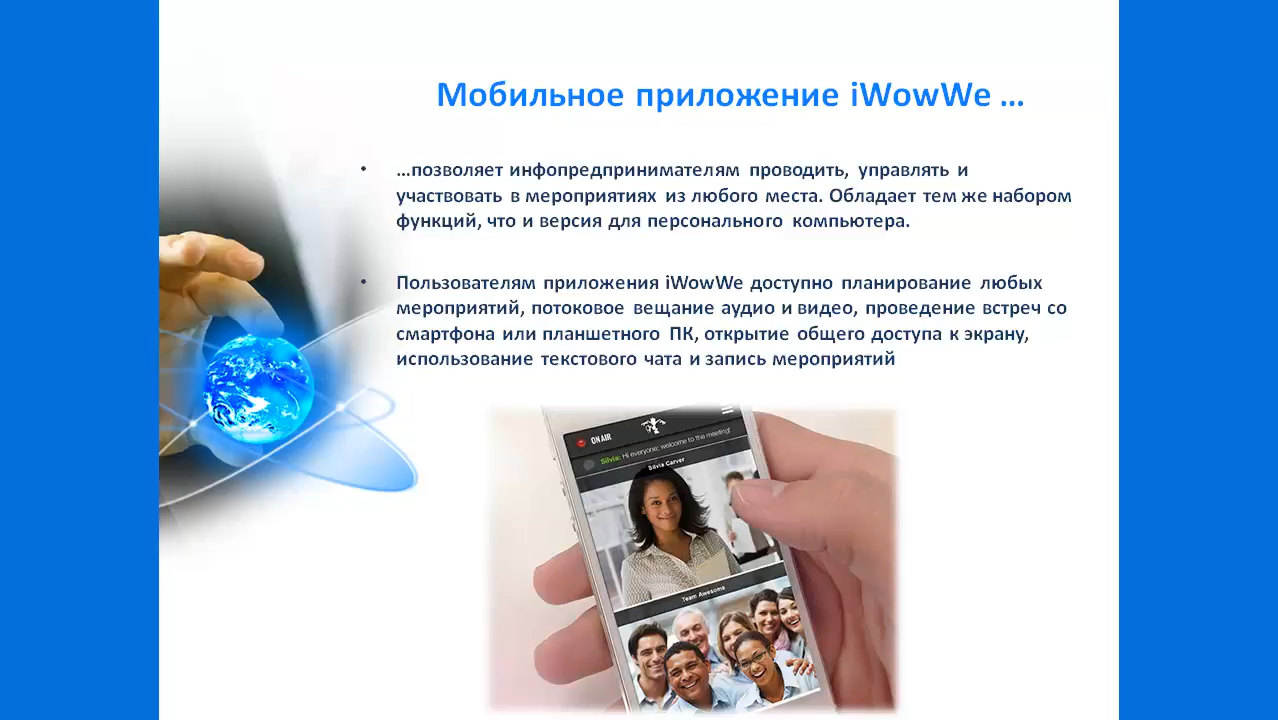 Мобильное приложение iWowWe ...
• ...позволяет инфопредпринимателям проводить, управлять и
участвовать в мероприятиях из любого места. Обладает тем же набором
функций, что и версия для персонального компьютера.
• Пользователям приложения iWowWe доступно планирование любых
мероприятий, потоковое вещание аудио и видео, проведение встреч со
смартфона или планшетного ПК, открытие общего доступа к экрану,
использование текстового чата и запись мероприятий
ON AIR
Silvia: Hi everyone, welcome to the meeting!
Silvia Carver
Team Awesome